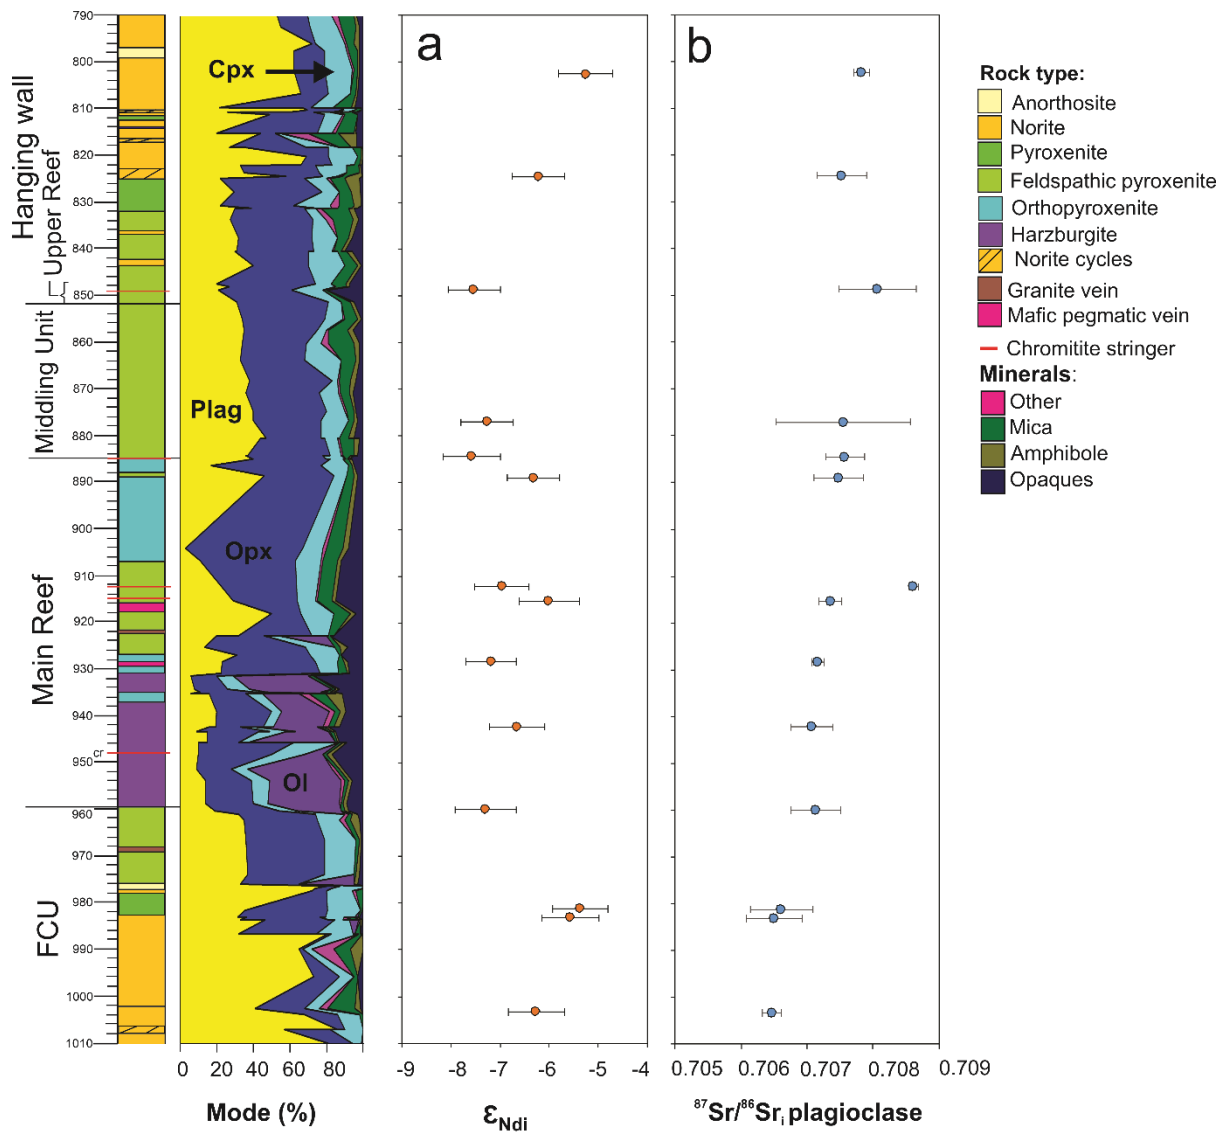 a
b
790
800
810
820
830
840
850
860
870
880
890
900
910
920
930
940
cr
950
960
970
980
990
1000
1010
Hanging wall
Upper Reef
Middling Unit
Main Reef
FCU
Cpx
Plag
Opx
Ol
0 20 40 60 80 100
Mode (%)
-9 -8 -7 -6 -5 -4
εNdi
0.705 0.706 0.707 0.708 0.709
⁸⁷Sr/⁸⁶Srᵢ plagioclase
Rock type:
Anorthosite
Norite
Pyroxenite
Feldspathic pyroxenite
Orthopyroxenite
Harzburgite
Norite cycles
Granite vein
Mafic pegmatic vein
Chromitite stringer
Minerals:
Other
Mica
Amphibole
Opaques